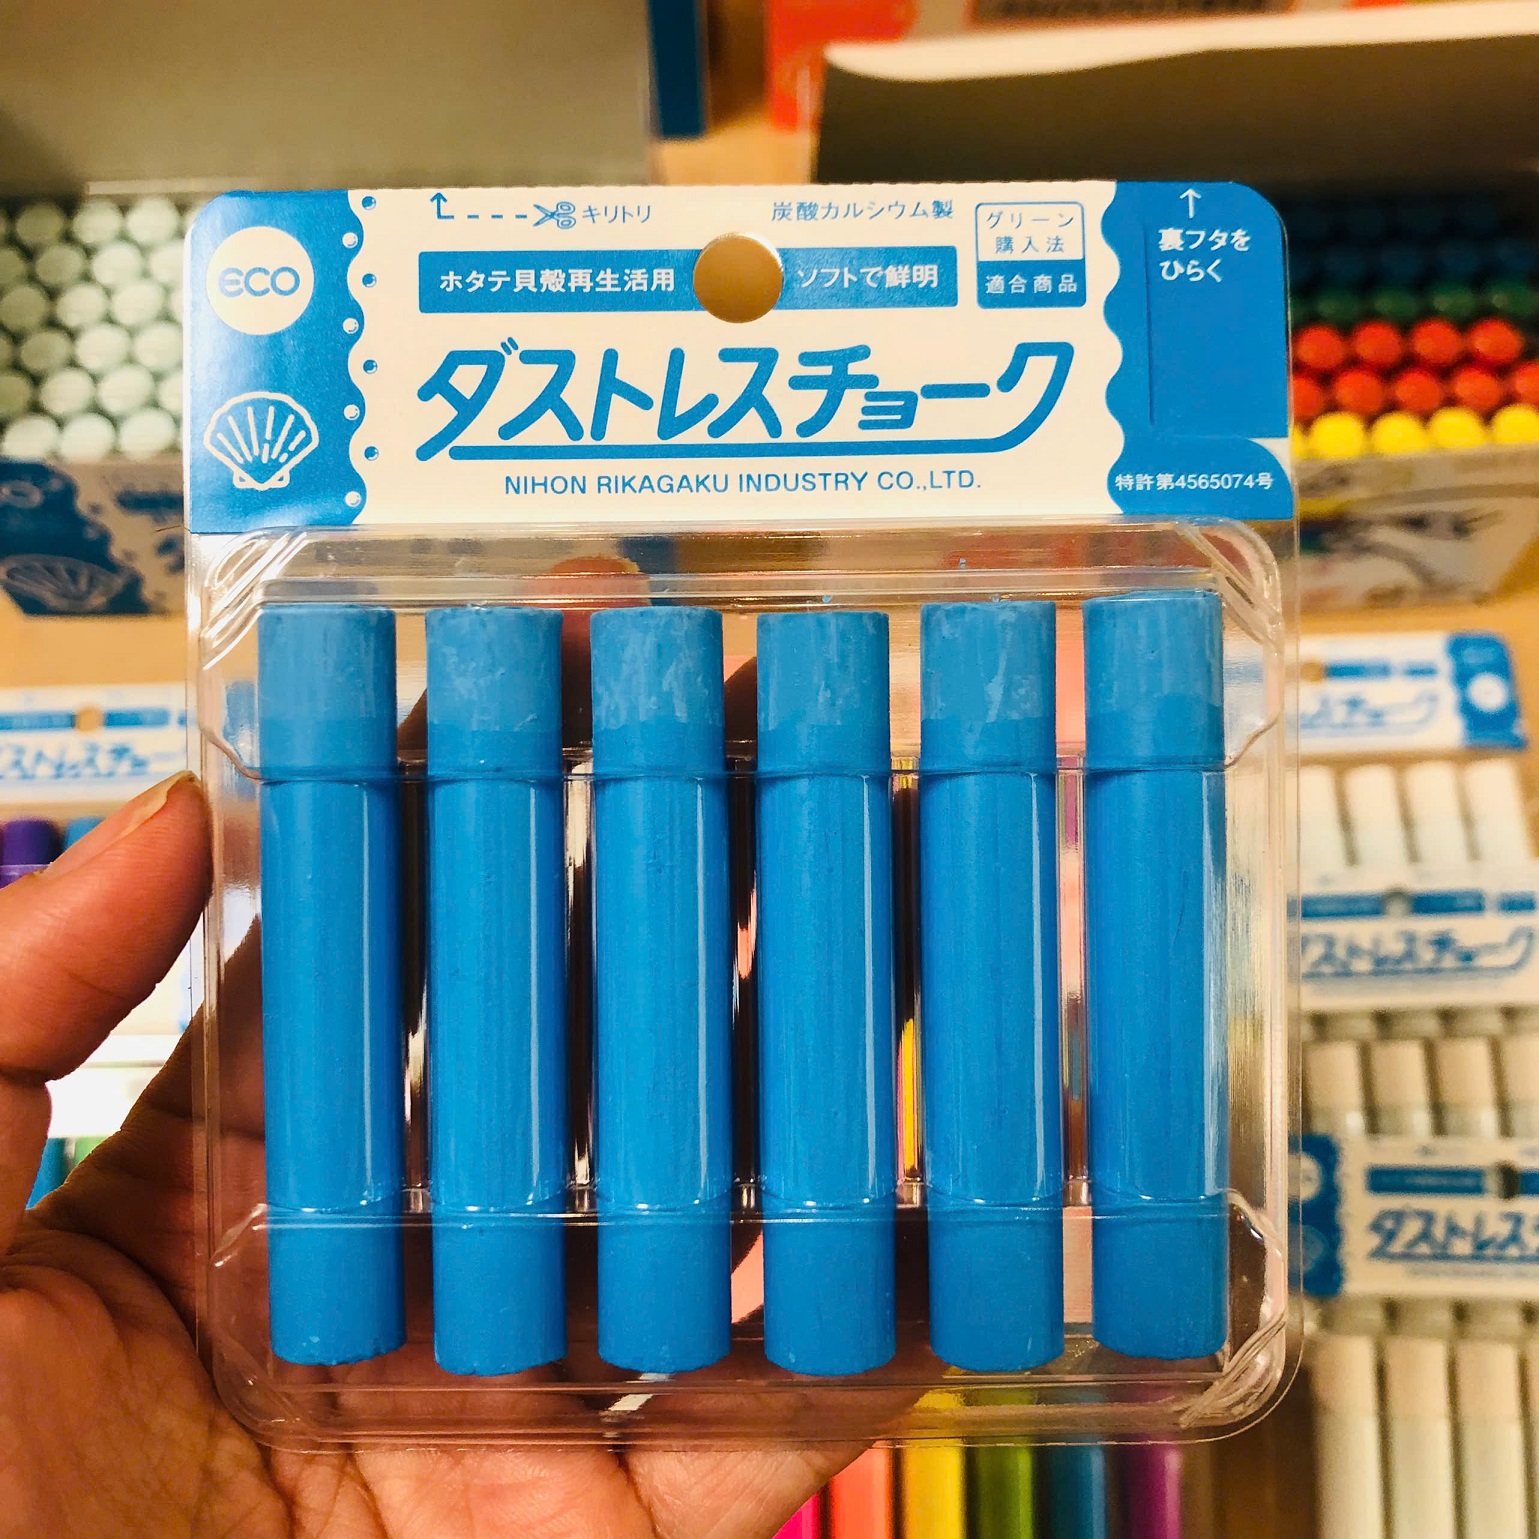 キリトリ
炭酸カルシウム製
グリーン
購入法
適合商品
裏フタを
ひらく
eco
ホタテ貝殻再生活用
ソフトで鮮明
ダストレスチョーク
NIHON RIKAGAKU INDUSTRY CO.,LTD.
特許第4565074号
ダストレスチョーク
ダストレスチョーク